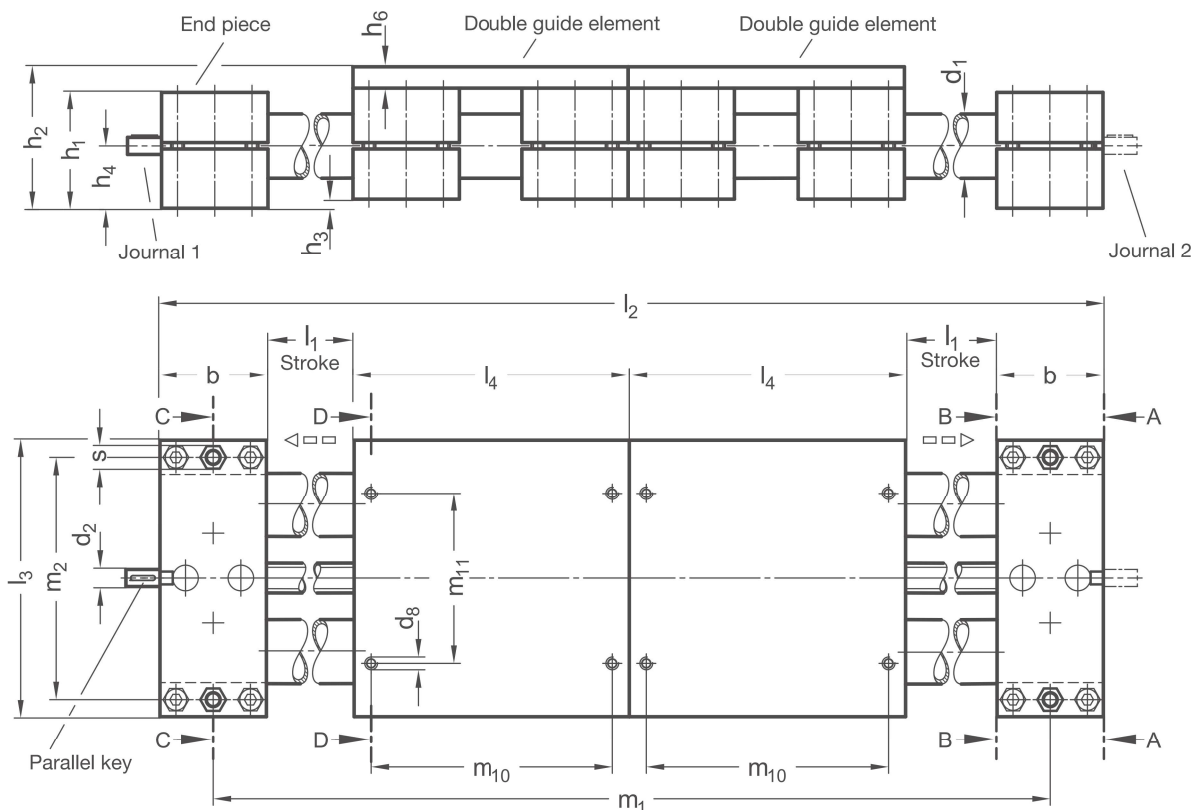 End piece
Double guide element
Double guide element
h6
d1
h2
h1
h4
h3
Journal 1
Journal 2
l2
l1
Stroke
l1
Stroke
b
l4
l4
b
C
D
B
A
s
d2
m2
l3
m11
d8
C
D
B
A
Parallel key
m10
m10
m1